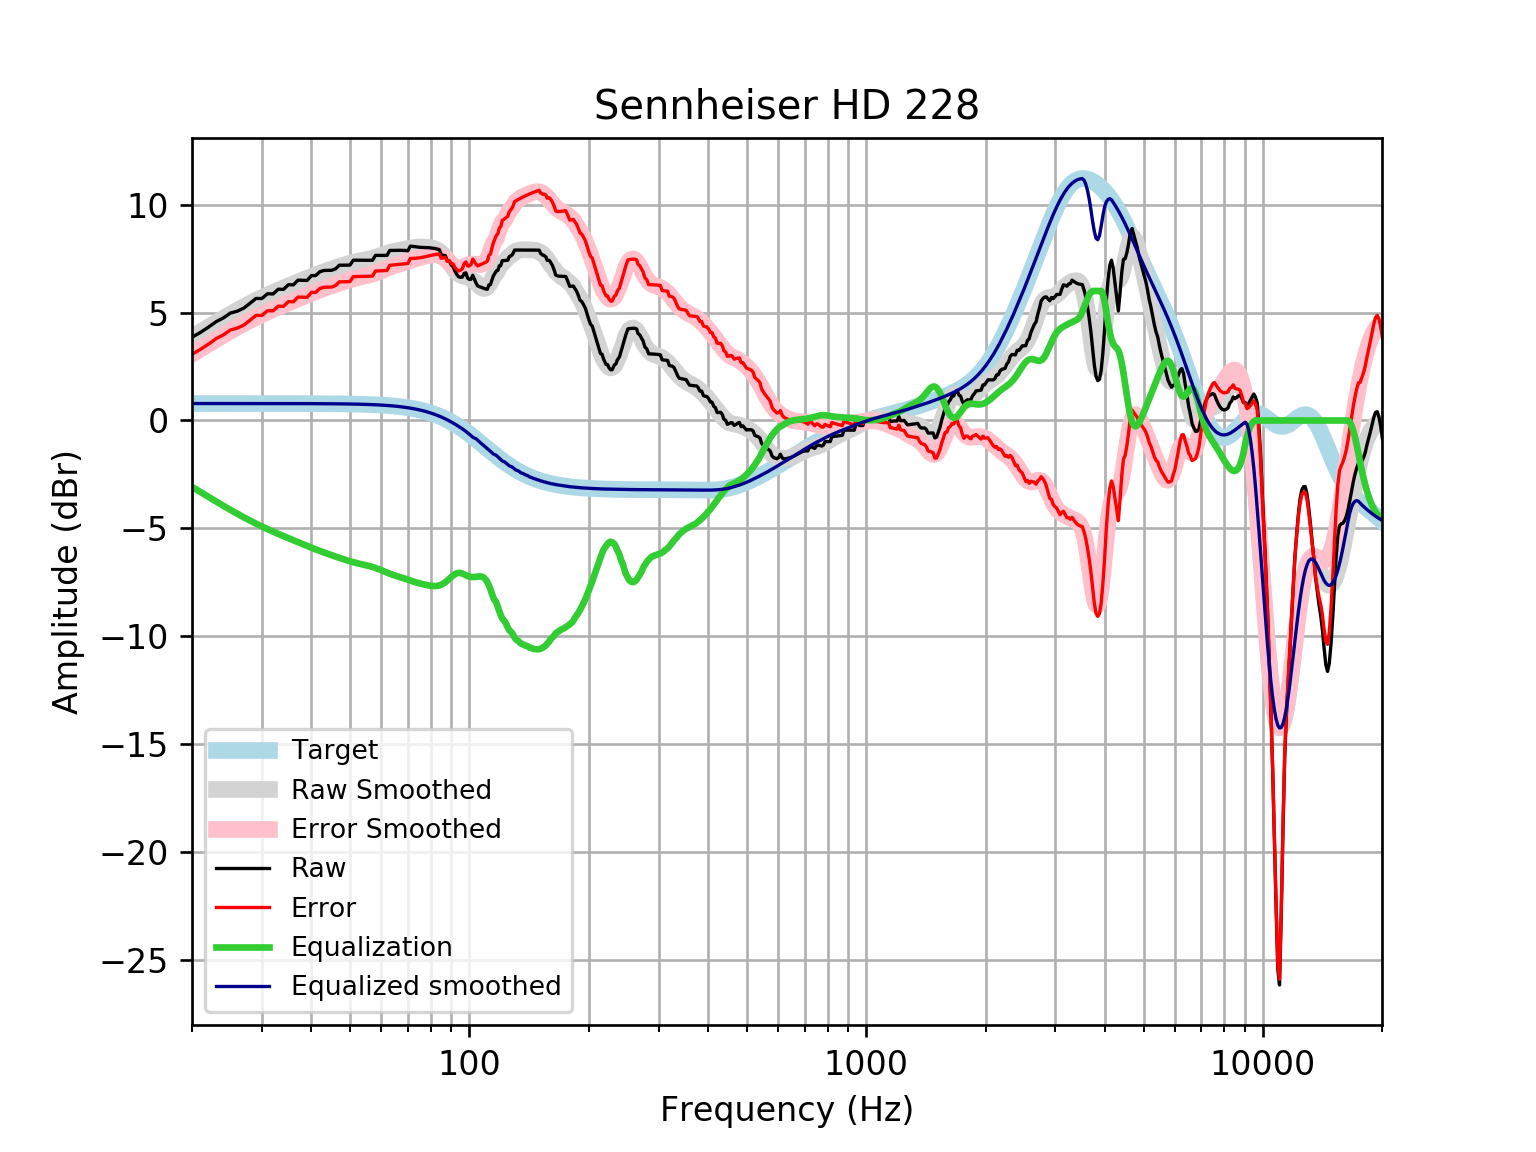 Sennheiser HD 228
Amplitude (dBr)
10
5
0
−5
−10
−15
−20
−25
Target
Raw Smoothed
Error Smoothed
Raw
Error
Equalization
Equalized smoothed
100
1000
10000
Frequency (Hz)